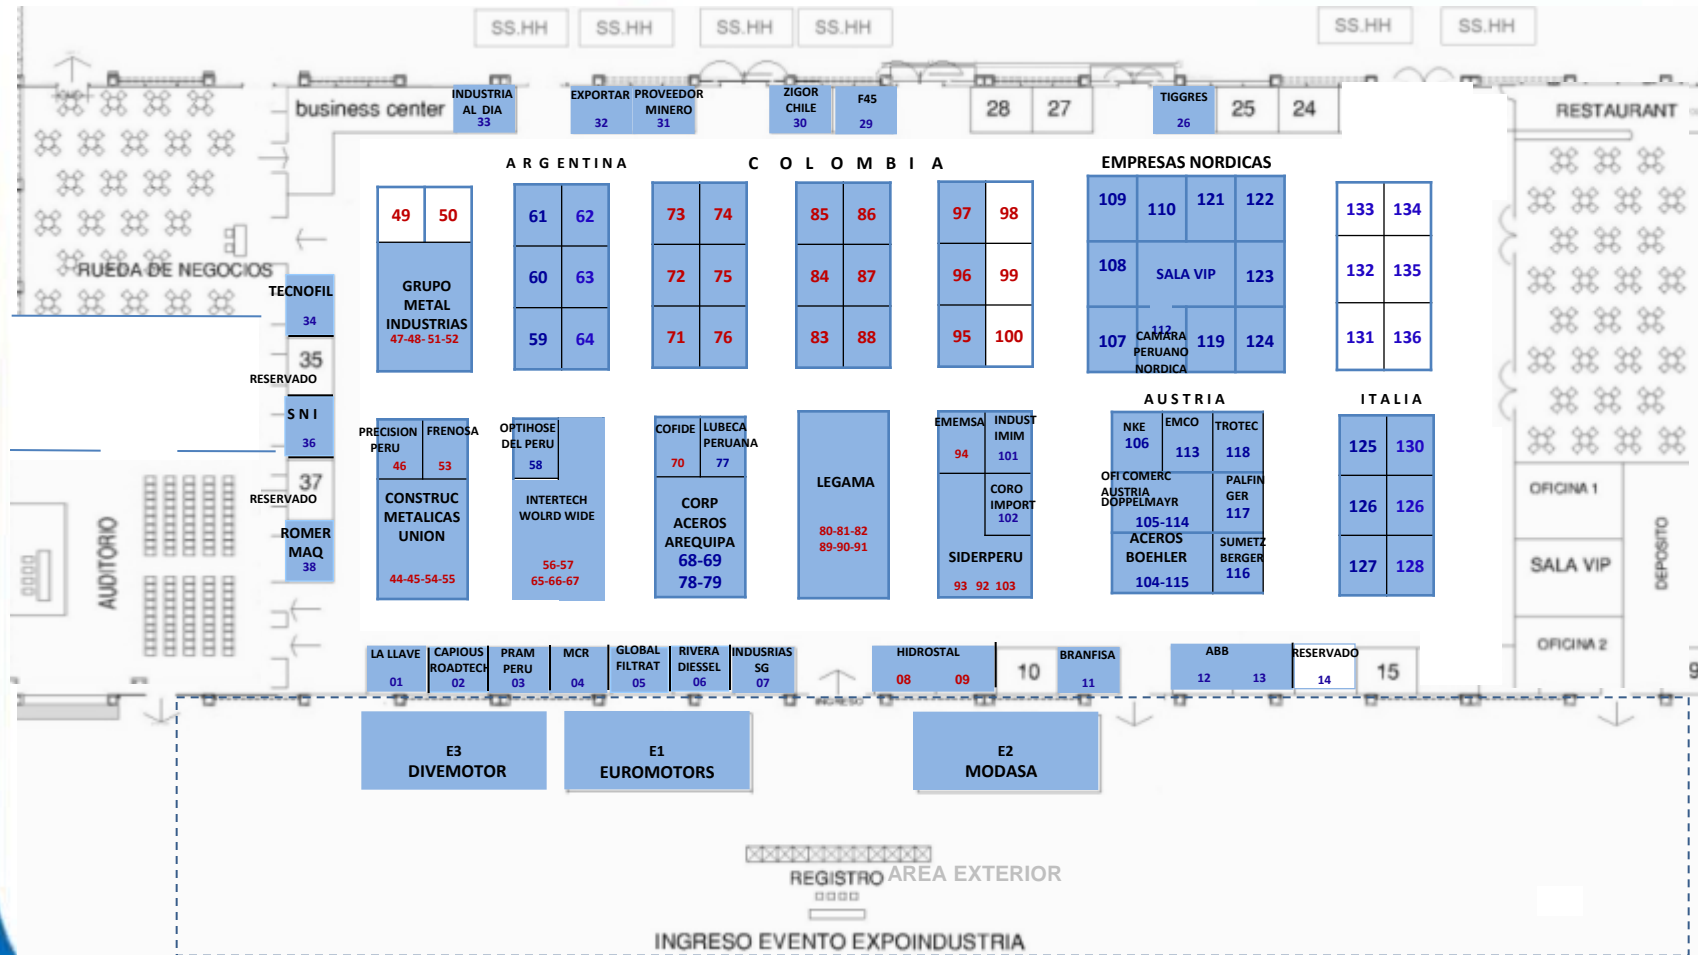 SS.HH SS.HH SS.HH SS.HH SS.HH SS.HH
business center
INDUSTRIA
AL DIA
33
EXPORTAR
32
PROVEEDOR
MINERO
31
ZIGOR
CHILE
30
F45
29
28 27
TIGGRES
26
25 24
RESTAURANT
ARGENTINA
COLOMBIA
EMPRESAS NORDICAS
49 50
GRUPO
METAL
INDUSTRIAS
47-48- 51-52
61 62
60 63
59 64
73 74
72 75
71 76
85 86
84 87
83 88
97 98
96 99
95 100
109 110 121 122
108 SALA VIP 123
107 112 119 124
CAMARA
PERUANO
NORDICA
133 134
132 135
131 136
RUEDA DE NEGOCIOS
TECNOFIL
34
35
RESERVADO
S N I
36
37
RESERVADO
ROMER
MAQ
38
AUDITORIO
PRECISION
PERU
46
FRENOSA
53
CONSTRUC
METALICAS
UNION
44-45-54-55
OPTIHOSE
DEL PERU
58
INTERTECH
WOLRD WIDE
56-57
65-66-67
COFIDE
70
LUBECA
PERUANA
77
CORP
ACEROS
AREQUIPA
68-69
78-79
LEGAMA
80-81-82
89-90-91
EMEMSA
94
INDUST
IMIM
101
CORO
IMPORT
102
SIDERPERU
93 92 103
AUSTRIA
NKE
106
EMCO
113
TROTEC
118
OFI COMERC
AUSTRIA
DOPPELMAYR
105-114
PALFIN
GER
117
ACEROS
BOEHLER
104-115
SUMETZ
BERGER
116
ITALIA
125 130
126 126
127 128
OFICINA 1
SALA VIP
OFICINA 2
DEPOSITO
LA LLAVE
01
CAPIOUS
ROADTECH
02
PRAM
PERU
03
MCR
04
GLOBAL
FILTRAT
05
RIVERA
DIESSEL
06
INDUSRIAS
SG
07
HIDROSTAL
08 09
10
BRANFISA
11
ABB
12 13
RESERVADO
14
15
9
INGRESO
E3
DIVEMOTOR
E1
EUROMOTORS
E2
MODASA
REGISTRO
AREA EXTERIOR
INGRESO EVENTO EXPOINDUSTRIA